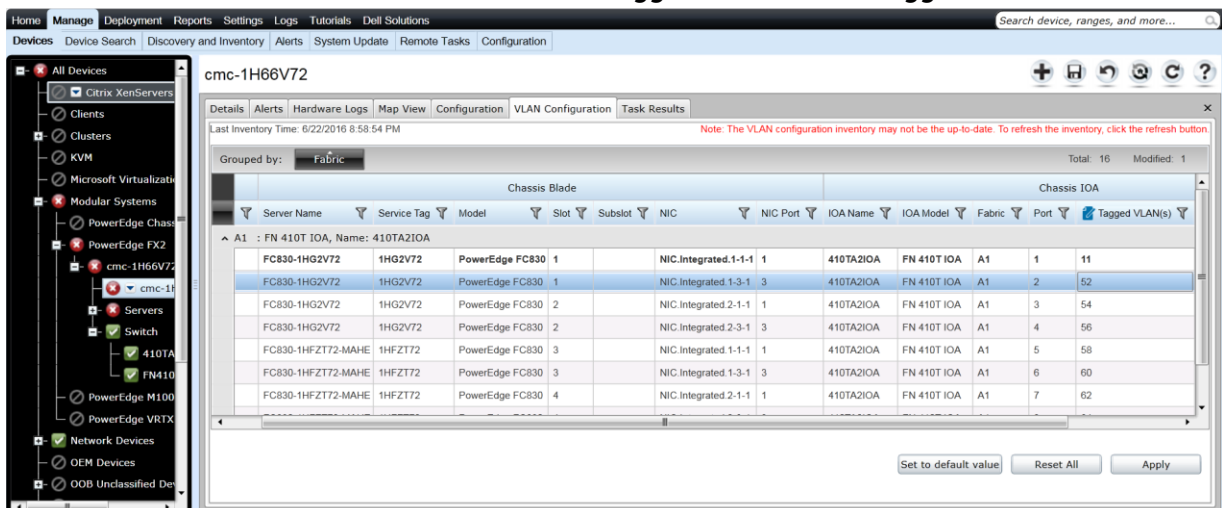 Home Manage Deployment Reports Settings Logs Tutorials Dell Solutions Search device, ranges, and more...
Devices Device Search Discovery and Inventory Alerts System Update Remote Tasks Configuration
All Devices
Citrix XenServers
Clients
Clusters
KVM
Microsoft Virtualizati
Modular Systems
PowerEdge Chass
PowerEdge FX2
cmc-1H66V72
cmc-1H
Servers
Switch
410TA
FN410
PowerEdge M100
PowerEdge VRTX
Network Devices
OEM Devices
OOB Unclassified De
cmc-1H66V72
Details Alerts Hardware Logs Map View Configuration VLAN Configuration Task Results
Last Inventory Time: 6/22/2016 8:58:54 PM Note: The VLAN configuration inventory may not be the up-to-date. To refresh the inventory, click the refresh button.
Grouped by: Fabric Total: 16 Modified: 1
Chassis Blade Chassis IOA
Server Name Service Tag Model Slot Subslot NIC NIC Port IOA Name IOA Model Fabric Port Tagged VLAN(s)
A1 : FN 410T IOA, Name: 410TA2IOA
FC830-1HG2V72 1HG2V72 PowerEdge FC830 1 NIC.Integrated.1-1-1 1 410TA2IOA FN 410T IOA A1 1 11
FC830-1HG2V72 1HG2V72 PowerEdge FC830 1 NIC.Integrated.1-3-1 3 410TA2IOA FN 410T IOA A1 2 52
FC830-1HG2V72 1HG2V72 PowerEdge FC830 2 NIC.Integrated.2-1-1 1 410TA2IOA FN 410T IOA A1 3 54
FC830-1HG2V72 1HG2V72 PowerEdge FC830 2 NIC.Integrated.2-3-1 3 410TA2IOA FN 410T IOA A1 4 56
FC830-1HFZT72-MAHE 1HFZT72 PowerEdge FC830 3 NIC.Integrated.1-1-1 1 410TA2IOA FN 410T IOA A1 5 58
FC830-1HFZT72-MAHE 1HFZT72 PowerEdge FC830 3 NIC.Integrated.1-3-1 3 410TA2IOA FN 410T IOA A1 6 60
FC830-1HFZT72-MAHE 1HFZT72 PowerEdge FC830 4 NIC.Integrated.2-1-1 1 410TA2IOA FN 410T IOA A1 7 62
Set to default value Reset All Apply